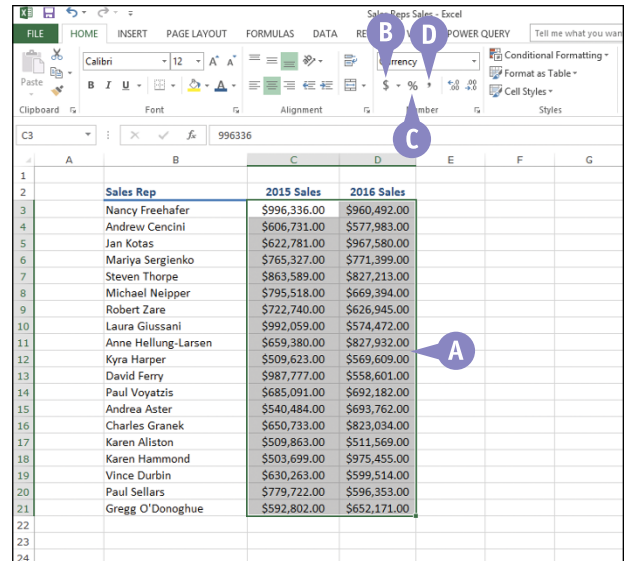 Sales Reps Sales - Excel
FILE HOME INSERT PAGE LAYOUT FORMULAS DATA RE V POWER QUERY Tell me what you wan
B D
Calibri 12 A A Currency Conditional Formatting
Paste B I U A $ % , .0 .00 .00 .0 Format as Table
Cell Styles
Clipboard Font Alignment mber Styles
C
C3 fx 996336
A B C D E F G
1
2 Sales Rep 2015 Sales 2016 Sales
3 Nancy Freehafer $996,336.00 $960,492.00
4 Andrew Cencini $606,731.00 $577,983.00
5 Jan Kotas $622,781.00 $967,580.00
6 Mariya Sergienko $765,327.00 $771,399.00
7 Steven Thorpe $863,589.00 $827,213.00
8 Michael Neipper $795,518.00 $669,394.00
9 Robert Zare $722,740.00 $626,945.00
10 Laura Giussani $992,059.00 $574,472.00
11 Anne Hellung-Larsen $659,380.00 $827,932.00
A
12 Kyra Harper $509,623.00 $569,609.00
13 David Ferry $987,777.00 $558,601.00
14 Paul Voyatzis $685,091.00 $692,182.00
15 Andrea Aster $540,484.00 $693,762.00
16 Charles Granek $650,733.00 $823,034.00
17 Karen Aliston $509,863.00 $511,569.00
18 Karen Hammond $503,699.00 $975,455.00
19 Vince Durbin $630,263.00 $599,514.00
20 Paul Sellars $779,722.00 $596,353.00
21 Gregg O'Donoghue $592,802.00 $652,171.00
22
23
24